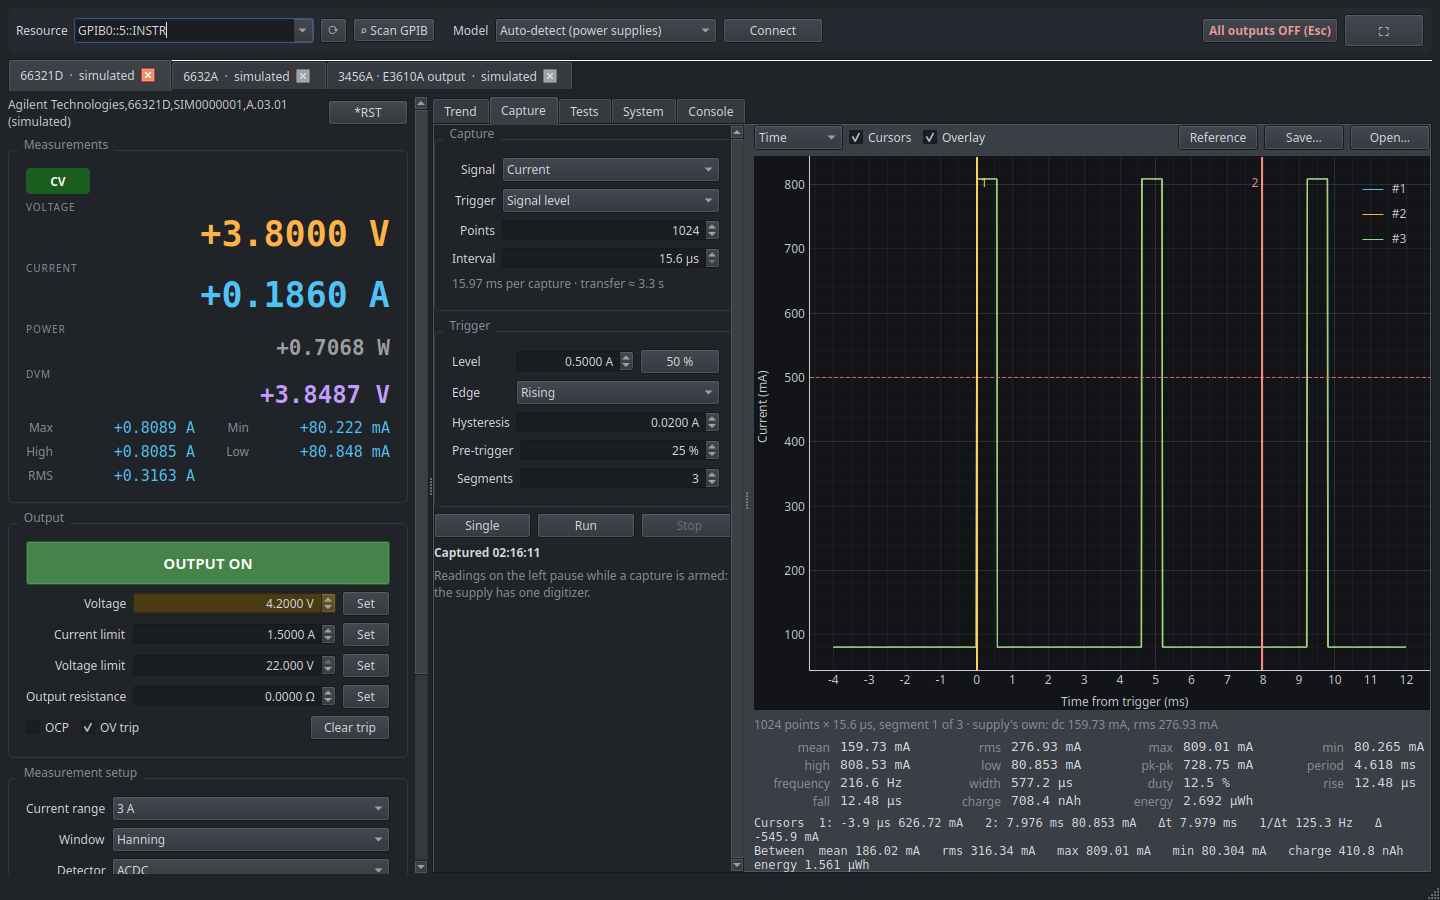 Resource GPIB0::5::INSTR ⟳ ⌕ Scan GPIB Model Auto-detect (power supplies) Connect All outputs OFF (Esc)
66321D · simulated 6632A · simulated 3456A · E3610A output · simulated
Agilent Technologies,66321D,SIM0000001,A.03.01
(simulated)
*RST
Measurements
CV
VOLTAGE
+3.8000 V
CURRENT
+0.1860 A
POWER
+0.7068 W
DVM
+3.8487 V
Max +0.8089 A Min +80.222 mA
High +0.8085 A Low +80.848 mA
RMS +0.3163 A
Output
OUTPUT ON
Voltage 4.2000 V Set
Current limit 1.5000 A Set
Voltage limit 22.000 V Set
Output resistance 0.0000 Ω Set
OCP OV trip Clear trip
Measurement setup
Current range 3 A
Window Hanning
Detector ACDC
Trend Capture Tests System Console
Capture
Signal Current
Trigger Signal level
Points 1024
Interval 15.6 µs
15.97 ms per capture · transfer ≈ 3.3 s
Trigger
Level 0.5000 A 50 %
Edge Rising
Hysteresis 0.0200 A
Pre-trigger 25 %
Segments 3
Single Run Stop
Captured 02:16:11
Readings on the left pause while a capture is armed:
the supply has one digitizer.
Time Cursors Overlay Reference Save... Open...
Current (mA)
800
700
600
500
400
300
200
100
1
2
#1
#2
#3
-4 -3 -2 -1 0 1 2 3 4 5 6 7 8 9 10 11 12
Time from trigger (ms)
1024 points × 15.6 µs, segment 1 of 3 · supply's own: dc 159.73 mA, rms 276.93 mA
mean 159.73 mA rms 276.93 mA max 809.01 mA min 80.265 mA
high 808.53 mA low 80.853 mA pk-pk 728.75 mA period 4.618 ms
frequency 216.6 Hz width 577.2 µs duty 12.5 % rise 12.48 µs
fall 12.48 µs charge 708.4 nAh energy 2.692 µWh
Cursors 1: -3.9 µs 626.72 mA 2: 7.976 ms 80.853 mA Δt 7.979 ms 1/Δt 125.3 Hz Δ
-545.9 mA
Between mean 186.02 mA rms 316.34 mA max 809.01 mA min 80.304 mA charge 410.8 nAh
energy 1.561 µWh